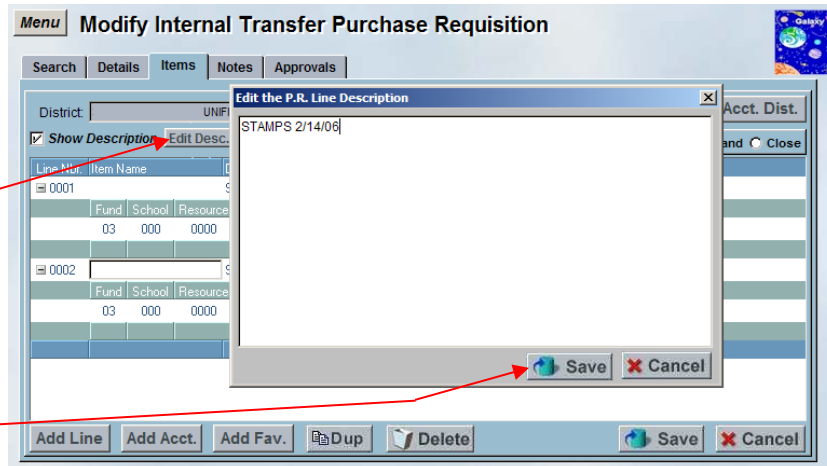 Menu Modify Internal Transfer Purchase Requisition
Galaxy
Search Details Items Notes Approvals
District: UNIFI
Acct. Dist.
Show Description Edit Desc.
and Close
Edit the P.R. Line Description
STAMPS 2/14/06
Line Nbr. Item Name
0001
Fund School Resource
03 000 0000
0002
Fund School Resource
03 000 0000
Save Cancel
Add Line Add Acct. Add Fav. Dup Delete Save Cancel